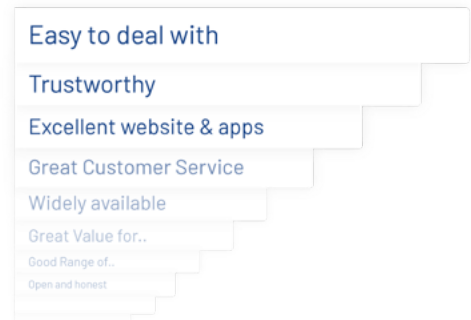 Easy to deal with
Trustworthy
Excellent website & apps
Great Customer Service
Widely available
Great Value for..
Good Range of..
Open and honest